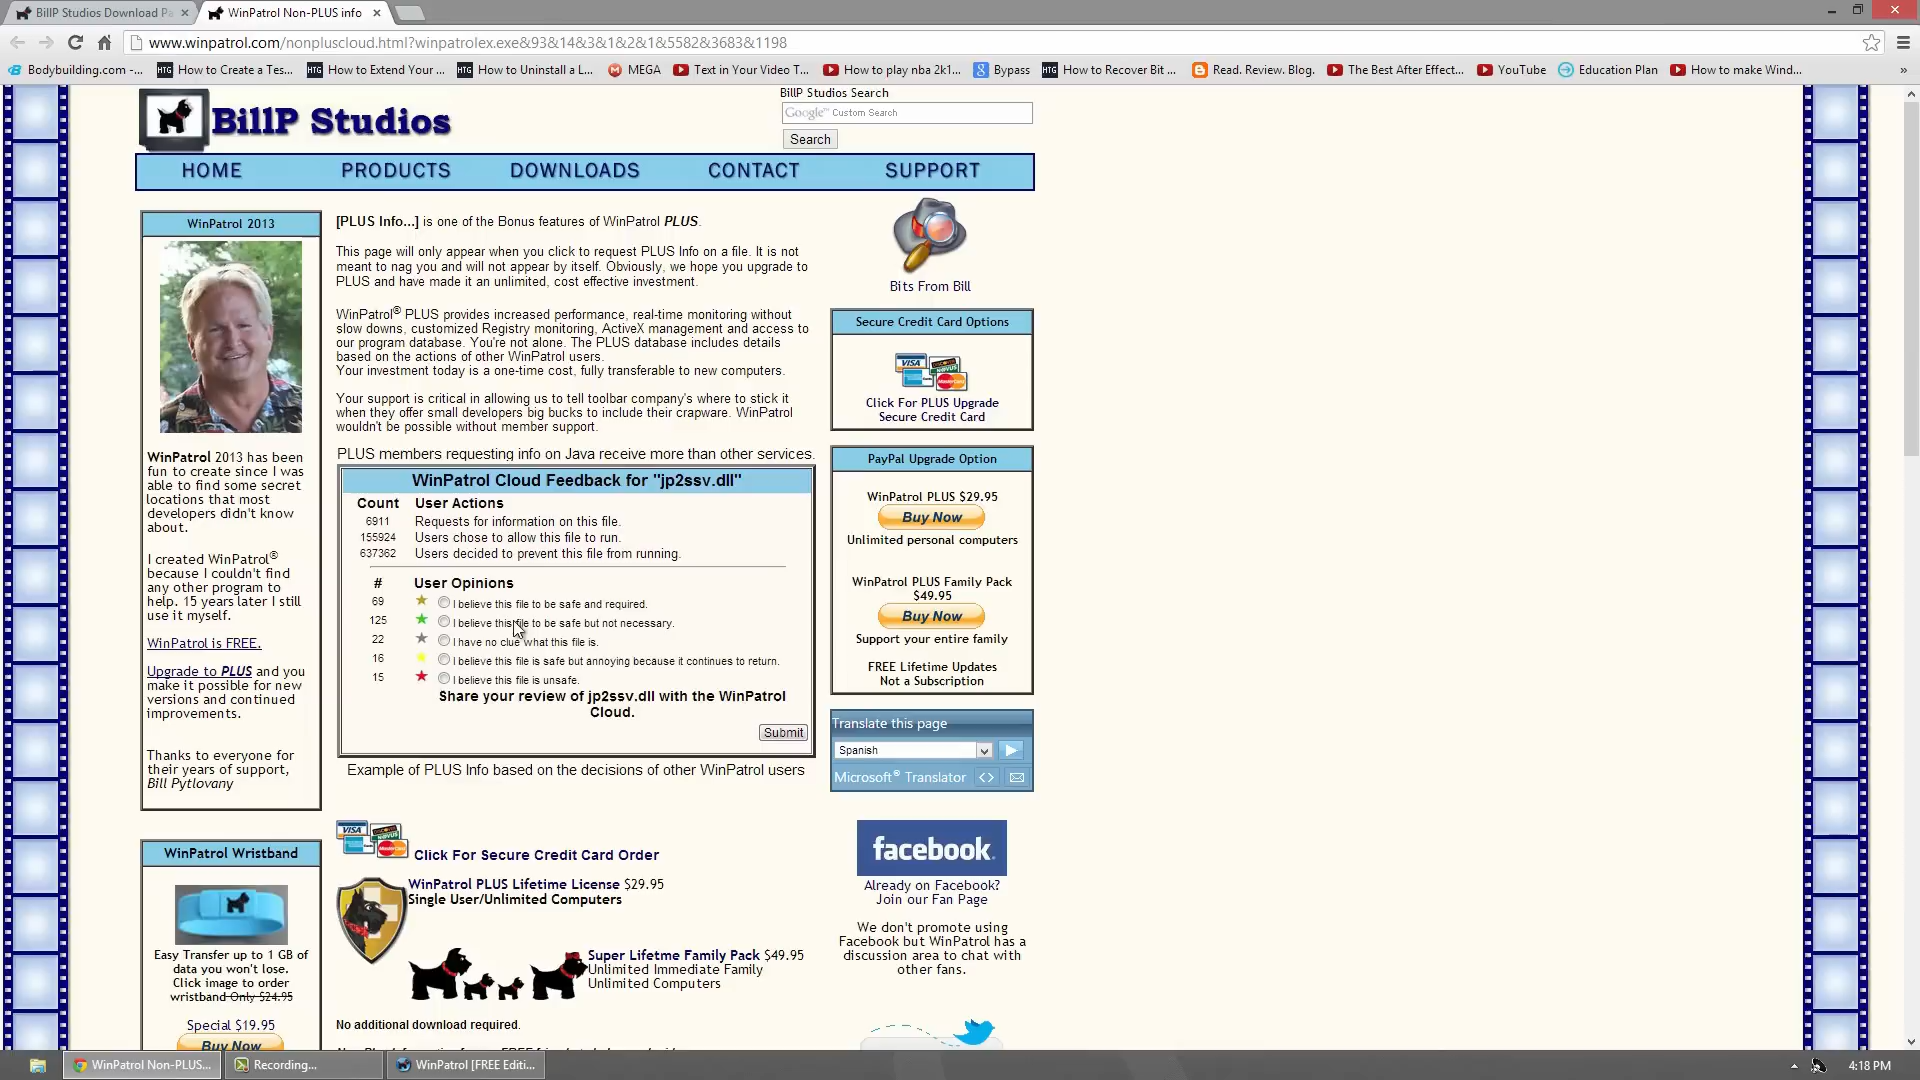 BillP Studios Download Pa
WinPatrol Non-PLUS info
www.winpatrol.com/nonpluscloud.html?winpatrolex.exe&93&14&3&1&2&1&5582&3683&1198
Bodybuilding.com -...
HTG How to Create a Tes...
HTG How to Extend Your ...
HTG How to Uninstall a L...
MEGA
Text in Your Video T...
How to play nba 2k1...
Bypass
HTG How to Recover Bit ...
Read. Review. Blog.
The Best After Effect...
YouTube
Education Plan
How to make Wind...
»
BillP Studios
BillP Studios Search
Google™ Custom Search
Search
HOME PRODUCTS DOWNLOADS CONTACT SUPPORT
WinPatrol 2013
WinPatrol 2013 has been
fun to create since I was
able to find some secret
locations that most
developers didn't know
about.
I created WinPatrol®
because I couldn't find
any other program to
help. 15 years later I still
use it myself.
WinPatrol is FREE.
Upgrade to PLUS and you
make it possible for new
versions and continued
improvements.
Thanks to everyone for
their years of support,
Bill Pytlovany
WinPatrol Wristband
Easy Transfer up to 1 GB of
data you won't lose.
Click image to order
wristband Only $24.95
Special $19.95
Buy Now
[PLUS Info...] is one of the Bonus features of WinPatrol PLUS.
This page will only appear when you click to request PLUS Info on a file. It is not
meant to nag you and will not appear by itself. Obviously, we hope you upgrade to
PLUS and have made it an unlimited, cost effective investment.
WinPatrol® PLUS provides increased performance, real-time monitoring without
slow downs, customized Registry monitoring, ActiveX management and access to
our program database. You're not alone. The PLUS database includes details
based on the actions of other WinPatrol users.
Your investment today is a one-time cost, fully transferable to new computers.
Your support is critical in allowing us to tell toolbar company's where to stick it
when they offer small developers big bucks to include their crapware. WinPatrol
wouldn't be possible without member support.
PLUS members requesting info on Java receive more than other services.
WinPatrol Cloud Feedback for "jp2ssv.dll"
Count User Actions
6911 Requests for information on this file.
155924 Users chose to allow this file to run.
637362 Users decided to prevent this file from running.
# User Opinions
69 I believe this file to be safe and required.
125 I believe this file to be safe but not necessary.
22 I have no clue what this file is.
16 I believe this file is safe but annoying because it continues to return.
15 I believe this file is unsafe.
Share your review of jp2ssv.dll with the WinPatrol
Cloud.
Submit
Example of PLUS Info based on the decisions of other WinPatrol users
VISA DISCOVER NOVUS MasterCard
Click For Secure Credit Card Order
WinPatrol PLUS Lifetime License $29.95
Single User/Unlimited Computers
Super Lifetme Family Pack $49.95
Unlimited Immediate Family
Unlimited Computers
No additional download required.
Bits From Bill
Secure Credit Card Options
VISA DISCOVER NOVUS MasterCard
Click For PLUS Upgrade
Secure Credit Card
PayPal Upgrade Option
WinPatrol PLUS $29.95
Buy Now
Unlimited personal computers
WinPatrol PLUS Family Pack
$49.95
Buy Now
Support your entire family
FREE Lifetime Updates
Not a Subscription
Translate this page
Spanish
Microsoft® Translator
facebook.
Already on Facebook?
Join our Fan Page
We don't promote using
Facebook but WinPatrol has a
discussion area to chat with
other fans.
WinPatrol Non-PLUS...
Recording...
WinPatrol [FREE Editi...
4:18 PM